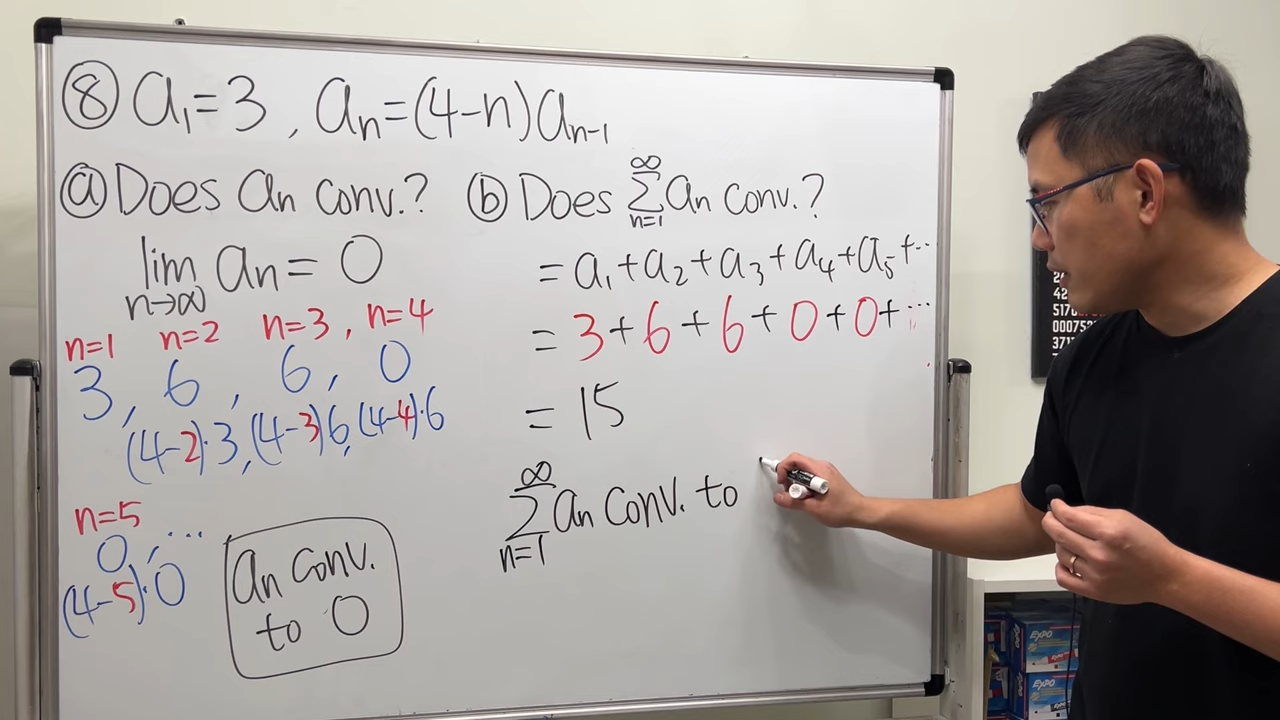 ⑧ a₁=3, aₙ=(4-n)aₙ₋₁
ⓐ Does aₙ conv.?
lim n→∞ aₙ = 0
n=1 n=2 n=3, n=4
3, 6, 6, 0
(4-2)·3, (4-3)6, (4-4)·6
n=5
0, ...
(4-5)·0
aₙ conv.
to 0
ⓑ Does ∑ₙ₌₁^∞ aₙ conv.?
= a₁+a₂+a₃+a₄+a₅+...
= 3+6+6+0+0+...
= 15
∑ₙ₌₁^∞ aₙ conv. to
EXPO
EXPO